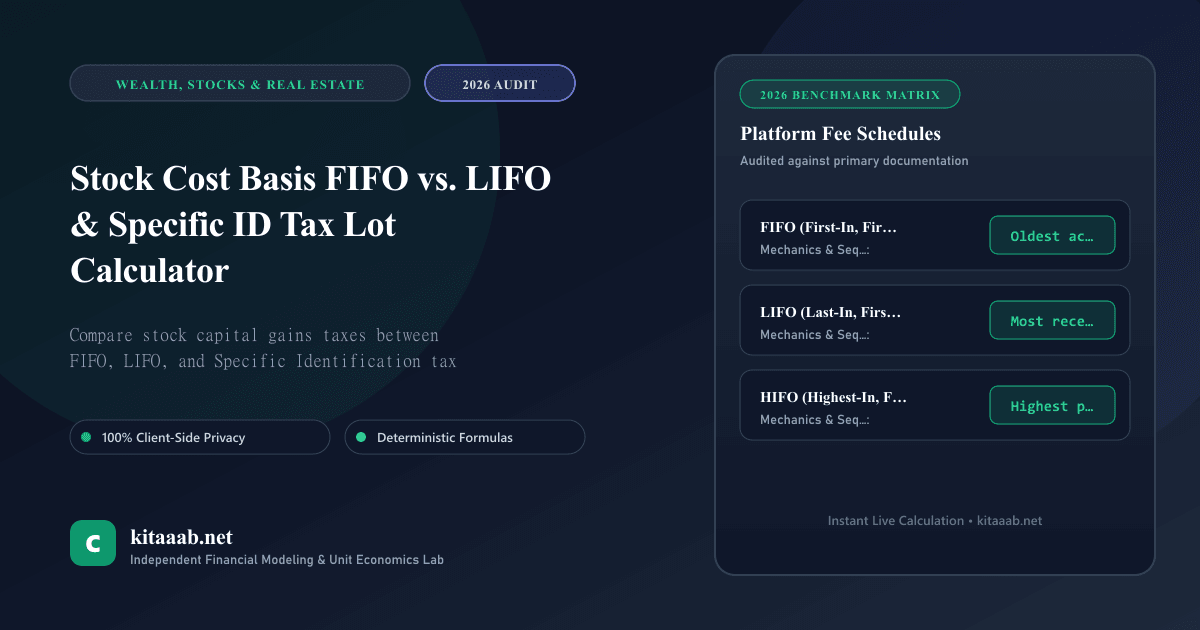 WEALTH, STOCKS & REAL ESTATE
2026 AUDIT
Stock Cost Basis FIFO vs. LIFO
& Specific ID Tax Lot
Calculator
Compare stock capital gains taxes between
FIFO, LIFO, and Specific Identification tax
100% Client-Side Privacy
Deterministic Formulas
C
kitaaab.net
Independent Financial Modeling & Unit Economics Lab
2026 BENCHMARK MATRIX
Platform Fee Schedules
Audited against primary documentation
FIFO (First-In, Fir…
Mechanics & Seq…:
Oldest ac…
LIFO (Last-In, Firs…
Mechanics & Seq…:
Most rece…
HIFO (Highest-In, F…
Mechanics & Seq…:
Highest p…
Instant Live Calculation • kitaaab.net